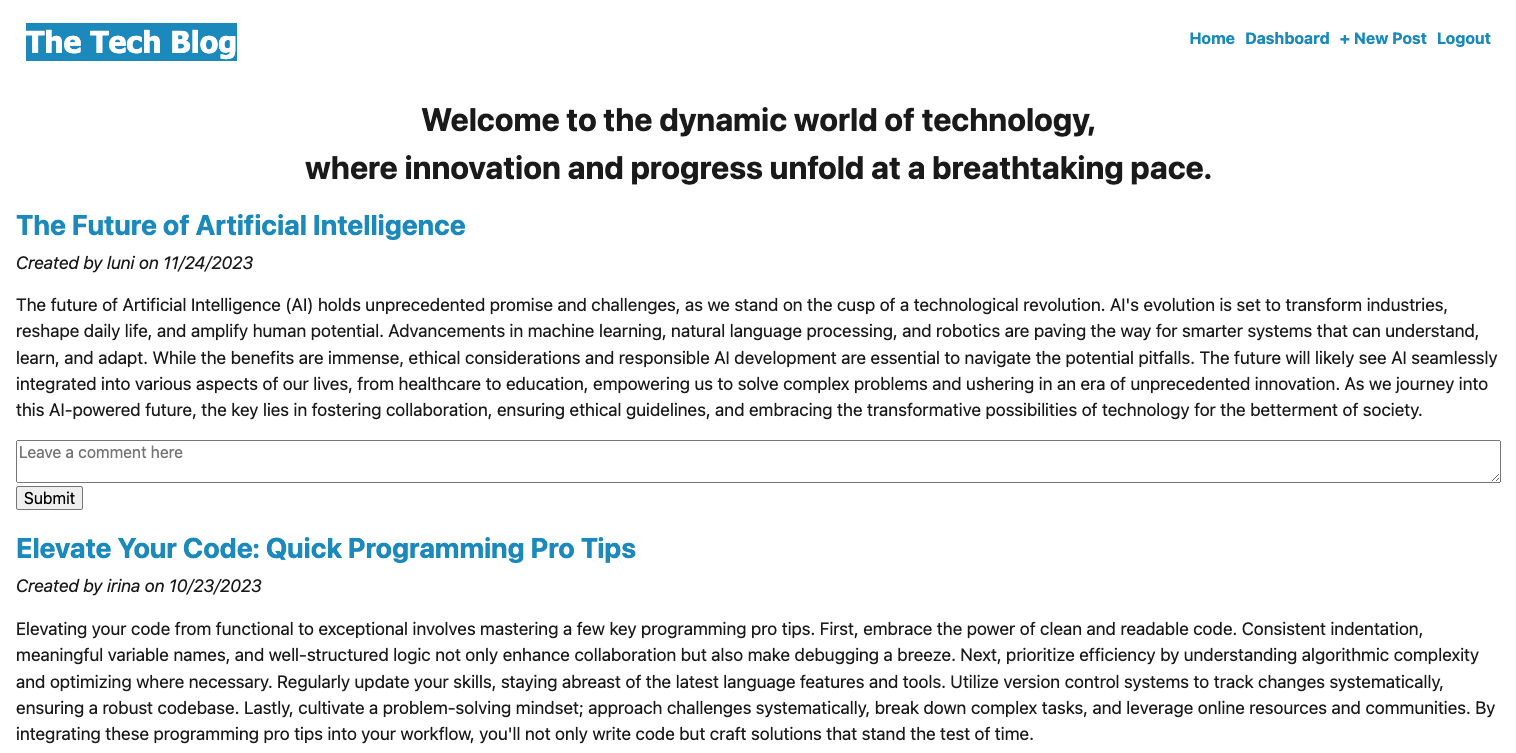 The Tech Blog
Home Dashboard + New Post Logout
Welcome to the dynamic world of technology,
where innovation and progress unfold at a breathtaking pace.
The Future of Artificial Intelligence
Created by luni on 11/24/2023
The future of Artificial Intelligence (AI) holds unprecedented promise and challenges, as we stand on the cusp of a technological revolution. AI's evolution is set to transform industries,
reshape daily life, and amplify human potential. Advancements in machine learning, natural language processing, and robotics are paving the way for smarter systems that can understand,
learn, and adapt. While the benefits are immense, ethical considerations and responsible AI development are essential to navigate the potential pitfalls. The future will likely see AI seamlessly
integrated into various aspects of our lives, from healthcare to education, empowering us to solve complex problems and ushering in an era of unprecedented innovation. As we journey into
this AI-powered future, the key lies in fostering collaboration, ensuring ethical guidelines, and embracing the transformative possibilities of technology for the betterment of society.
Leave a comment here
Submit
Elevate Your Code: Quick Programming Pro Tips
Created by irina on 10/23/2023
Elevating your code from functional to exceptional involves mastering a few key programming pro tips. First, embrace the power of clean and readable code. Consistent indentation,
meaningful variable names, and well-structured logic not only enhance collaboration but also make debugging a breeze. Next, prioritize efficiency by understanding algorithmic complexity
and optimizing where necessary. Regularly update your skills, staying abreast of the latest language features and tools. Utilize version control systems to track changes systematically,
ensuring a robust codebase. Lastly, cultivate a problem-solving mindset; approach challenges systematically, break down complex tasks, and leverage online resources and communities. By
integrating these programming pro tips into your workflow, you'll not only write code but craft solutions that stand the test of time.